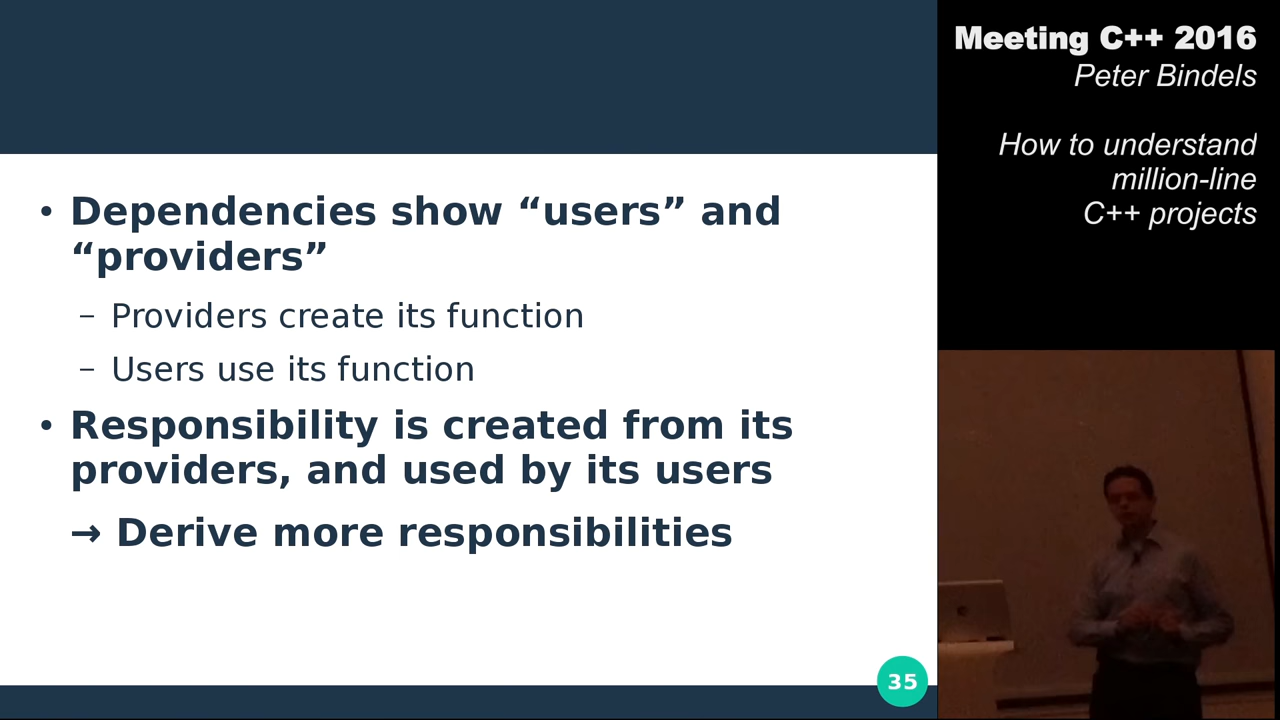 • Dependencies show “users” and
“providers”
– Providers create its function
– Users use its function
• Responsibility is created from its
providers, and used by its users
→ Derive more responsibilities
35
Meeting C++ 2016
Peter Bindels
How to understand
million-line
C++ projects